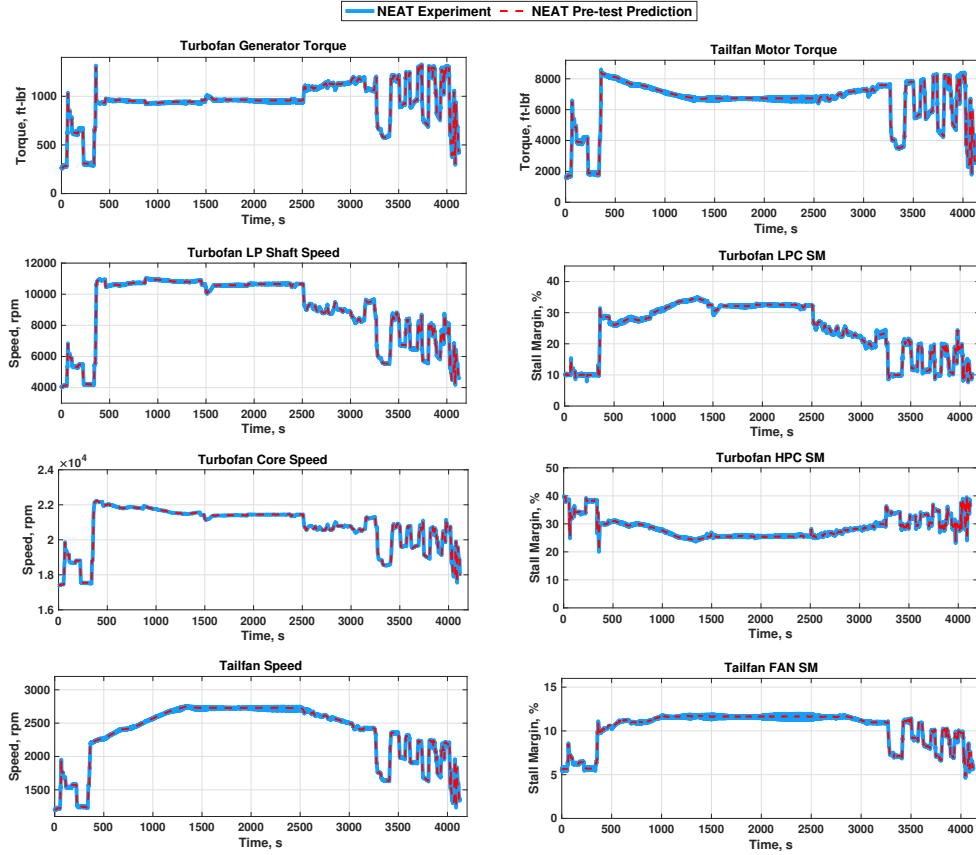 NEAT Experiment NEAT Pre-test Prediction
Turbofan Generator Torque
Torque, ft-lbf
1000
500
0
0 500 1000 1500 2000 2500 3000 3500 4000
Time, s
Tailfan Motor Torque
Torque, ft-lbf
8000
6000
4000
2000
0
0 500 1000 1500 2000 2500 3000 3500 4000
Time, s
Turbofan LP Shaft Speed
Speed, rpm
12000
10000
8000
6000
4000
0 500 1000 1500 2000 2500 3000 3500 4000
Time, s
Turbofan LPC SM
Stall Margin, %
40
30
20
10
0
0 500 1000 1500 2000 2500 3000 3500 4000
Time, s
Turbofan Core Speed
×10⁴
Speed, rpm
2.4
2.2
2
1.8
1.6
0 500 1000 1500 2000 2500 3000 3500 4000
Time, s
Turbofan HPC SM
Stall Margin, %
50
40
30
20
10
0
0 500 1000 1500 2000 2500 3000 3500 4000
Time, s
Tailfan Speed
Speed, rpm
3000
2500
2000
1500
0 500 1000 1500 2000 2500 3000 3500 4000
Time, s
Tailfan FAN SM
Stall Margin, %
15
10
5
0
0 500 1000 1500 2000 2500 3000 3500 4000
Time, s